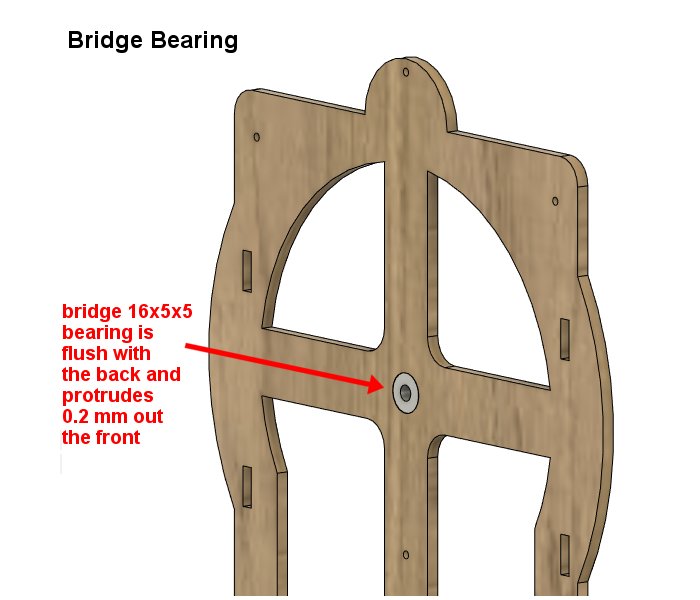 Bridge Bearing
bridge 16x5x5
bearing is
flush with
the back and
protrudes
0.2 mm out
the front